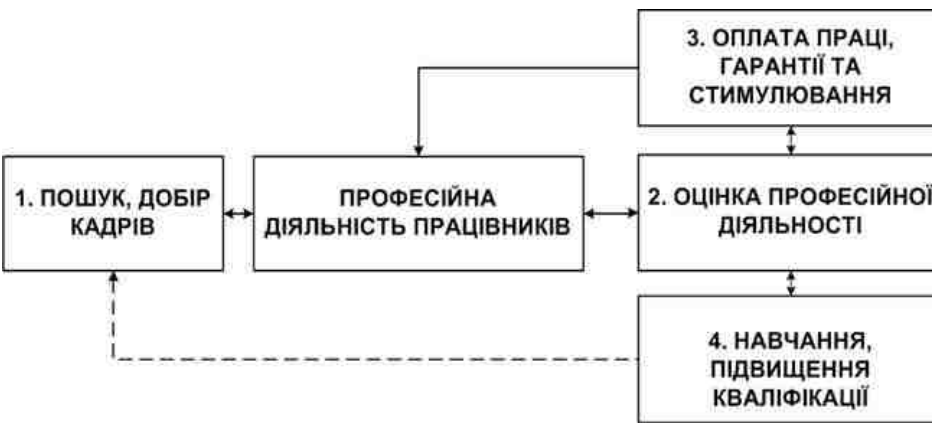 3. ОПЛАТА ПРАЦІ,
ГАРАНТІЇ ТА
СТИМУЛЮВАННЯ
1. ПОШУК, ДОБІР
КАДРІВ
ПРОФЕСІЙНА
ДІЯЛЬНІСТЬ ПРАЦІВНИКІВ
2. ОЦІНКА ПРОФЕСІЙНОЇ
ДІЯЛЬНОСТІ
4. НАВЧАННЯ,
ПІДВИЩЕННЯ
КВАЛІФІКАЦІЇ